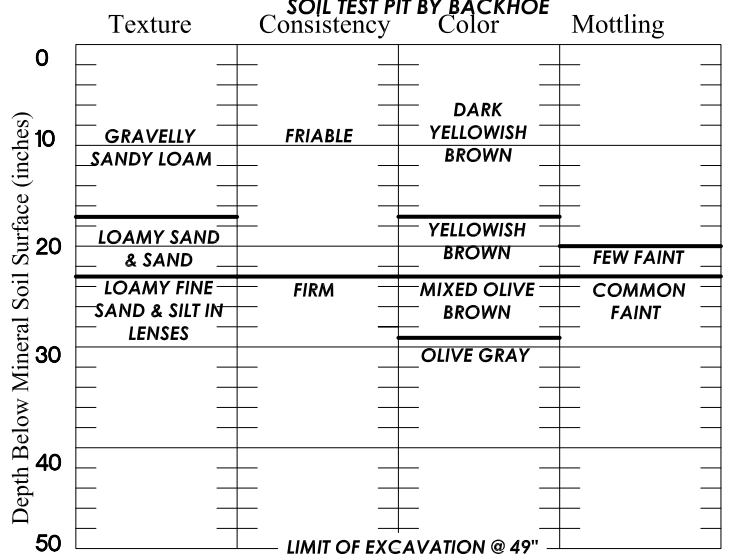 SOIL TEST PIT BY BACKHOE
Texture Consistency Color Mottling
Depth Below Mineral Soil Surface (inches)
0
10
20
30
40
50
GRAVELLY
SANDY LOAM
LOAMY SAND
& SAND
LOAMY FINE
SAND & SILT IN
LENSES
FRIABLE
FIRM
DARK
YELLOWISH
BROWN
YELLOWISH
BROWN
MIXED OLIVE
BROWN
OLIVE GRAY
FEW FAINT
COMMON
FAINT
LIMIT OF EXCAVATION @ 49"